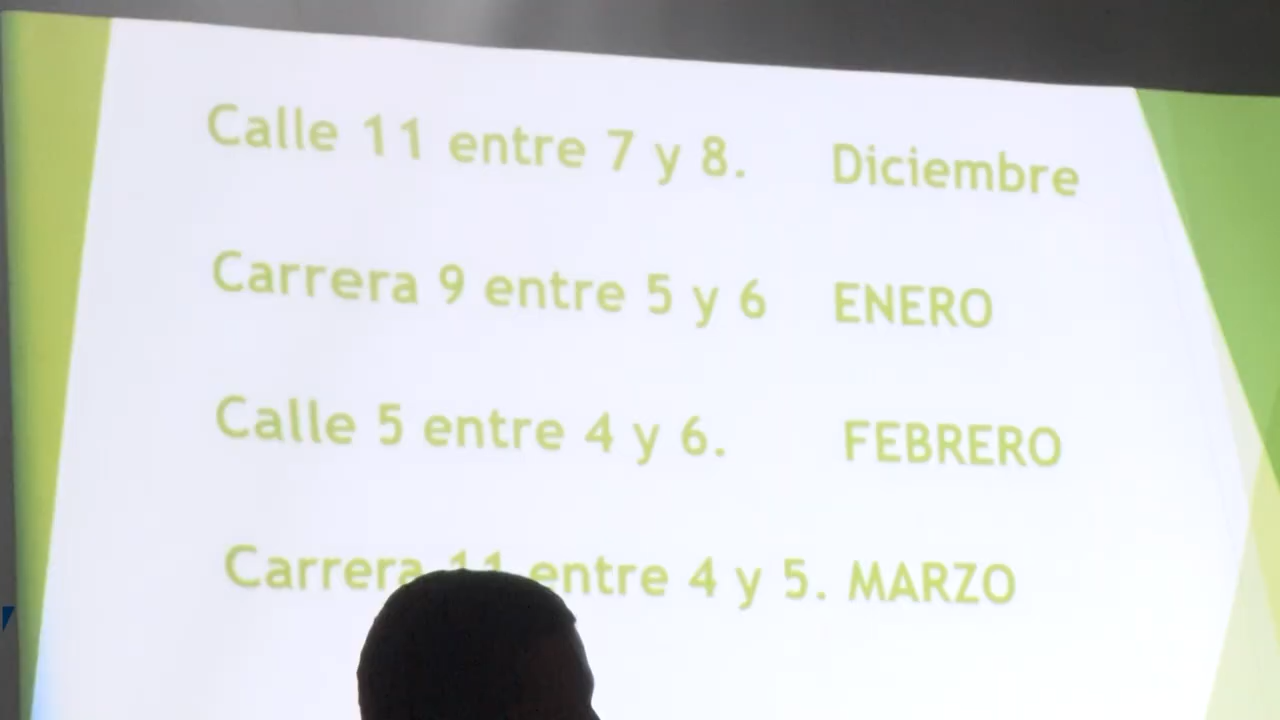 Calle 11 entre 7 y 8. Diciembre
Carrera 9 entre 5 y 6 ENERO
Calle 5 entre 4 y 6. FEBRERO
Carrera 11 entre 4 y 5. MARZO